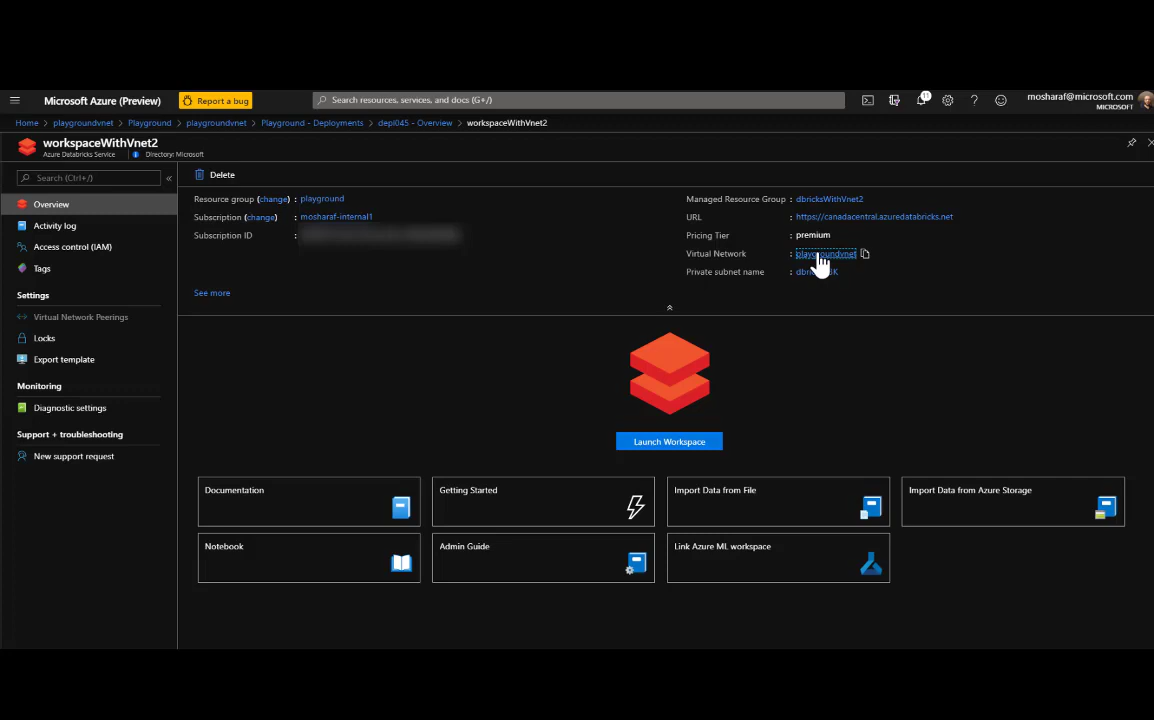 Microsoft Azure (Preview)
Report a bug
Search resources, services, and docs (G+/)
11
mosharaf@microsoft.com
MICROSOFT
Home > playgroundvnet > Playground > playgroundvnet > Playground - Deployments > depl045 - Overview > workspaceWithVnet2
workspaceWithVnet2
Azure Databricks Service
Directory: Microsoft
Search (Ctrl+/)
«
Overview
Activity log
Access control (IAM)
Tags
Settings
Virtual Network Peerings
Locks
Export template
Monitoring
Diagnostic settings
Support + troubleshooting
New support request
Delete
Resource group (change) : playground
Subscription (change) : mosharaf-internal1
Subscription ID :
See more
Managed Resource Group : dbricksWithVnet2
URL : https://canadacentral.azuredatabricks.net
Pricing Tier : premium
Virtual Network : playgroundvnet
Private subnet name :
Launch Workspace
Documentation
Getting Started
Import Data from File
Import Data from Azure Storage
Notebook
Admin Guide
Link Azure ML workspace